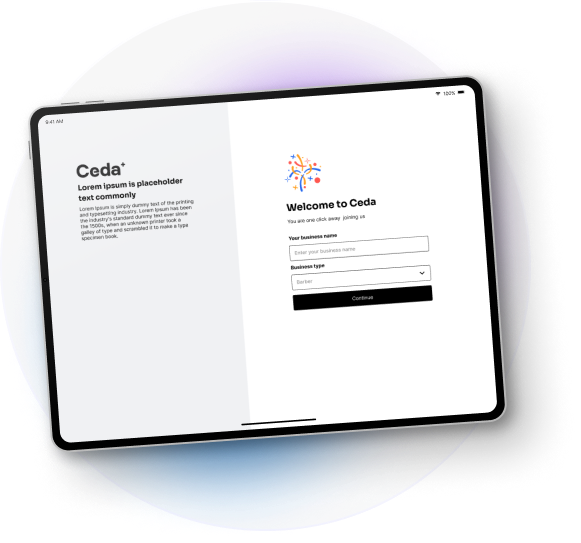 9:41 AM
100%
Ceda+
Lorem ipsum is placeholder
text commonly
Lorem Ipsum is simply dummy text of the printing
and typesetting industry. Lorem Ipsum has been
the industry's standard dummy text ever since
the 1500s, when an unknown printer took a
galley of type and scrambled it to make a type
specimen book.
Welcome to Ceda
You are one click away joining us
Your business name
Enter your business name
Business type
Barber
Continue